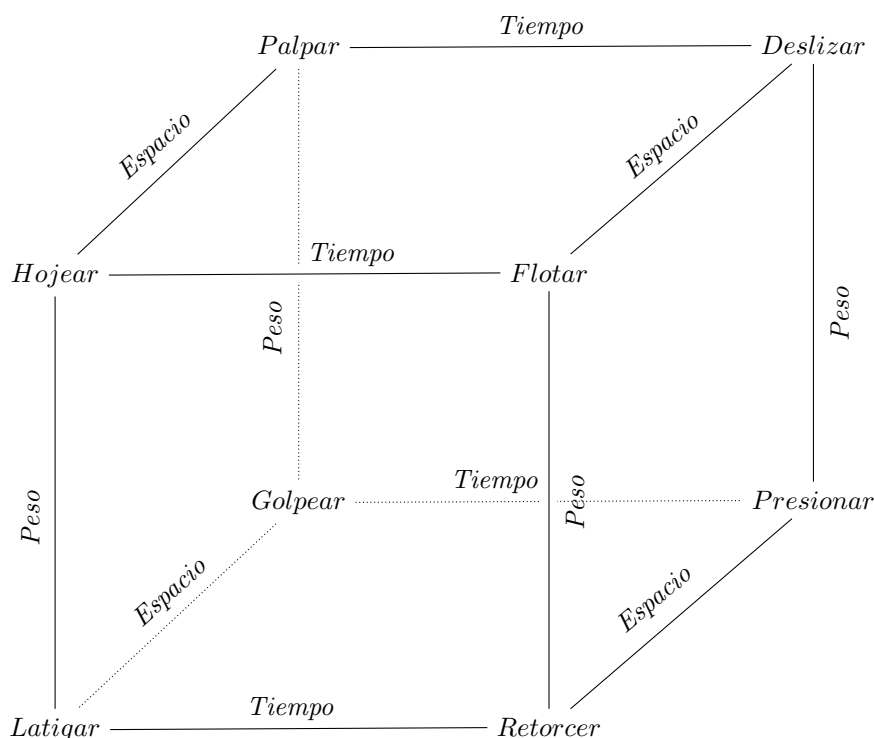 Tiempo
Palpar
Deslizar
Espacio
Espacio
Tiempo
Hojear
Flotar
Peso
Peso
Tiempo
Peso
Peso
Golpear
Presionar
Espacio
Espacio
Tiempo
Latigar
Retorcer